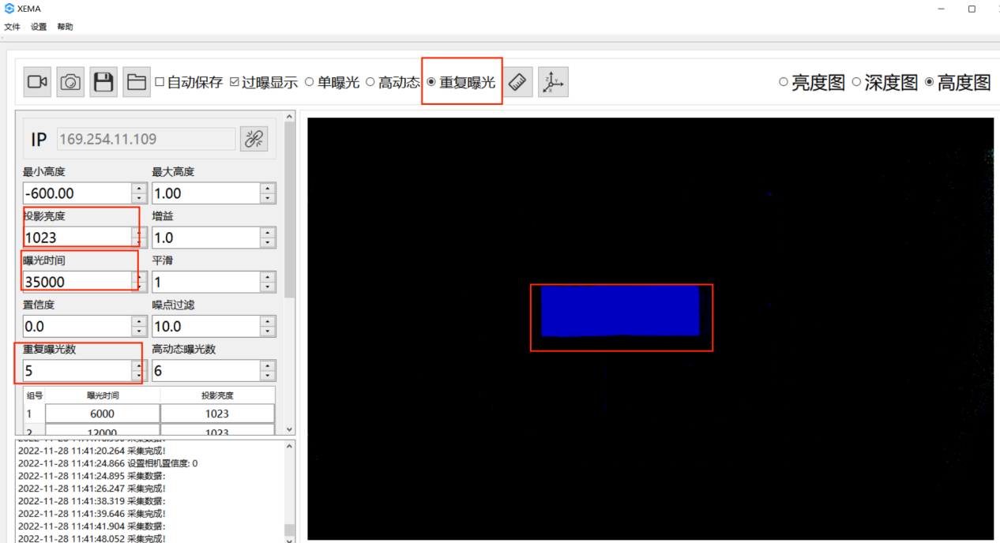 XEMA
文件 设置 帮助
自动保存 过曝显示 单曝光 高动态 重复曝光 亮度图 深度图 高度图
IP 169.254.11.109
最小高度 最大高度
-600.00 1.00
投影亮度 增益
1023 1.0
曝光时间 平滑
35000 1
置信度 噪点过滤
0.0 10.0
重复曝光数 高动态曝光数
5 6
组号 曝光时间 投影亮度
1 6000 1023
2 12000 1023
采集数据:
2022-11-28 11:41:20.264 采集完成!
2022-11-28 11:41:24.866 设置相机置信度: 0
2022-11-28 11:41:24.895 采集数据:
2022-11-28 11:41:26.247 采集完成!
2022-11-28 11:41:38.319 采集数据:
2022-11-28 11:41:39.646 采集完成!
2022-11-28 11:41:41.904 采集数据:
2022-11-28 11:41:48.052 采集完成!